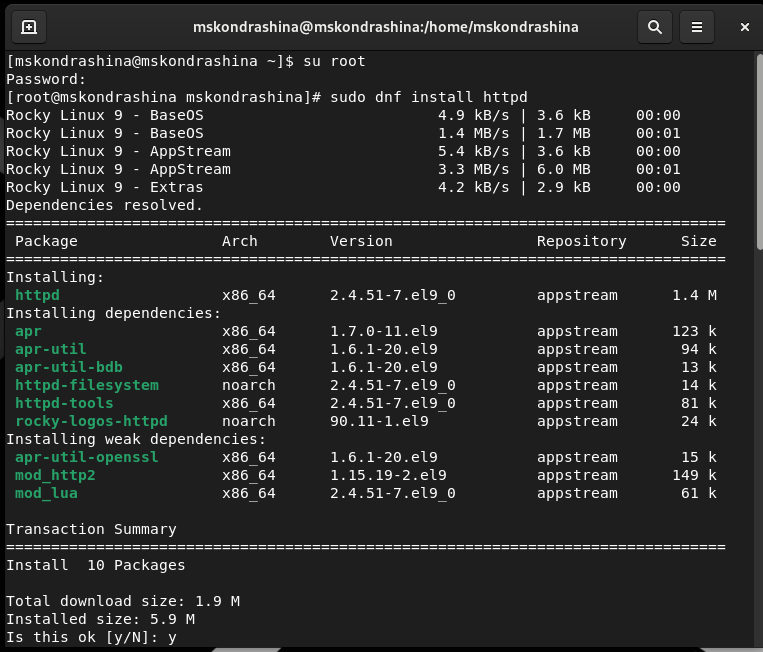 mskondrashina@mskondrashina:/home/mskondrashina
[mskondrashina@mskondrashina ~]$ su root
Password:
[root@mskondrashina mskondrashina]# sudo dnf install httpd
Rocky Linux 9 - BaseOS                          4.9 kB/s | 3.6 kB     00:00
Rocky Linux 9 - BaseOS                          1.4 MB/s | 1.7 MB     00:01
Rocky Linux 9 - AppStream                       5.4 kB/s | 3.6 kB     00:00
Rocky Linux 9 - AppStream                       3.3 MB/s | 6.0 MB     00:01
Rocky Linux 9 - Extras                          4.2 kB/s | 2.9 kB     00:00
Dependencies resolved.
================================================================================
 Package                Arch        Version                Repository      Size
================================================================================
Installing:
 httpd                  x86_64      2.4.51-7.el9_0         appstream      1.4 M
Installing dependencies:
 apr                    x86_64      1.7.0-11.el9           appstream      123 k
 apr-util               x86_64      1.6.1-20.el9           appstream       94 k
 apr-util-bdb           x86_64      1.6.1-20.el9           appstream       13 k
 httpd-filesystem       noarch      2.4.51-7.el9_0         appstream       14 k
 httpd-tools            x86_64      2.4.51-7.el9_0         appstream       81 k
 rocky-logos-httpd      noarch      90.11-1.el9            appstream       24 k
Installing weak dependencies:
 apr-util-openssl       x86_64      1.6.1-20.el9           appstream       15 k
 mod_http2              x86_64      1.15.19-2.el9          appstream      149 k
 mod_lua                x86_64      2.4.51-7.el9_0         appstream       61 k
Transaction Summary
================================================================================
Install  10 Packages
Total download size: 1.9 M
Installed size: 5.9 M
Is this ok [y/N]: y